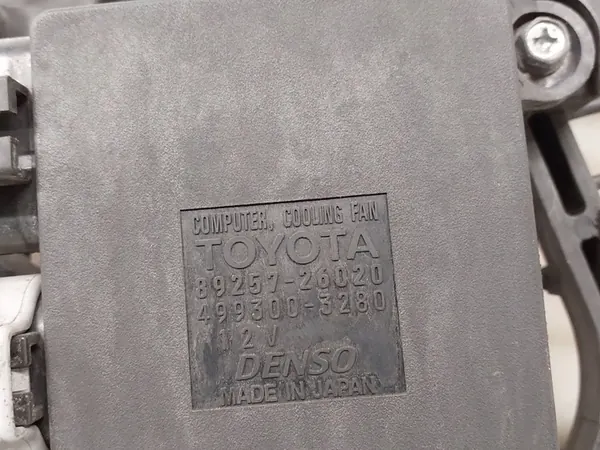 COMPUTER, COOLING FAN
TOYOTA
89257-26020
499300-3280
12V
DENSO
MADE IN JAPAN